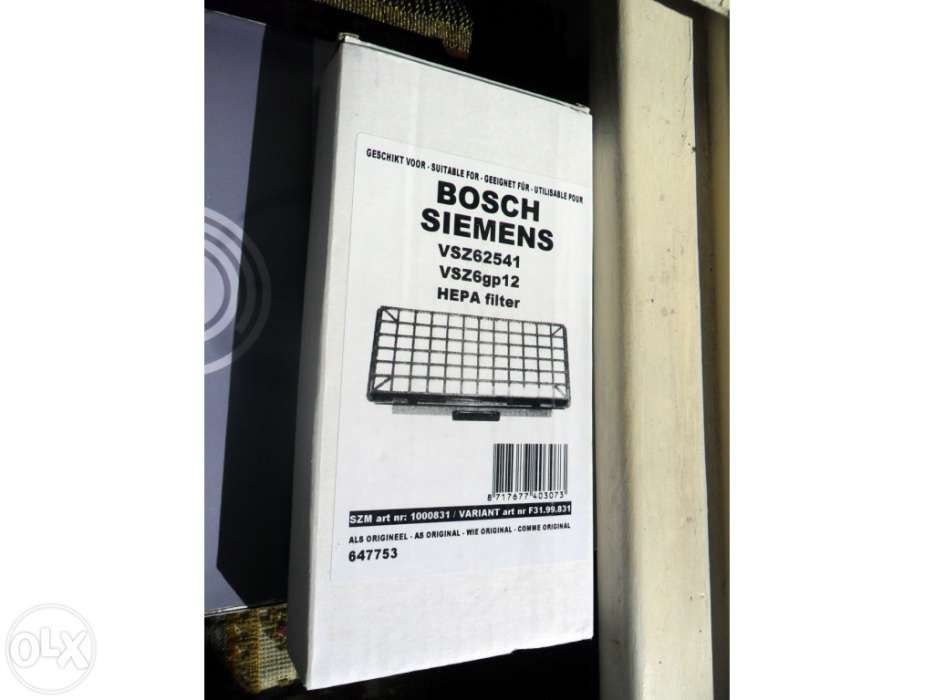 GESCHIKT VOOR - SUITABLE FOR - GEEIGNET FÜR - UTILISABLE POUR
BOSCH
SIEMENS
VSZ62541
VSZ6gp12
HEPA filter
8 717677 403073
SZM art nr: 1000831 / VARIANT art nr F31.99.831
ALS ORIGINEEL - AS ORIGINAL - WIE ORIGINAL - COMME ORIGINAL
647753
OLX